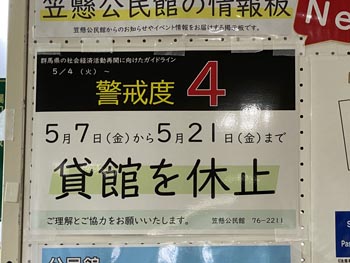 笠懸公民館の情報板
笠懸公民館からのお知らせやイベント情報をお届けする掲示板です。
Ne
群馬県の社会経済活動再開に向けたガイドライン
5/4 (火) ~
警戒度 4
5月7日(金)から5月21日(金)まで
貸館を休止
ご理解とご協力をお願いいたします。 笠懸公民館 76-2211
公民館